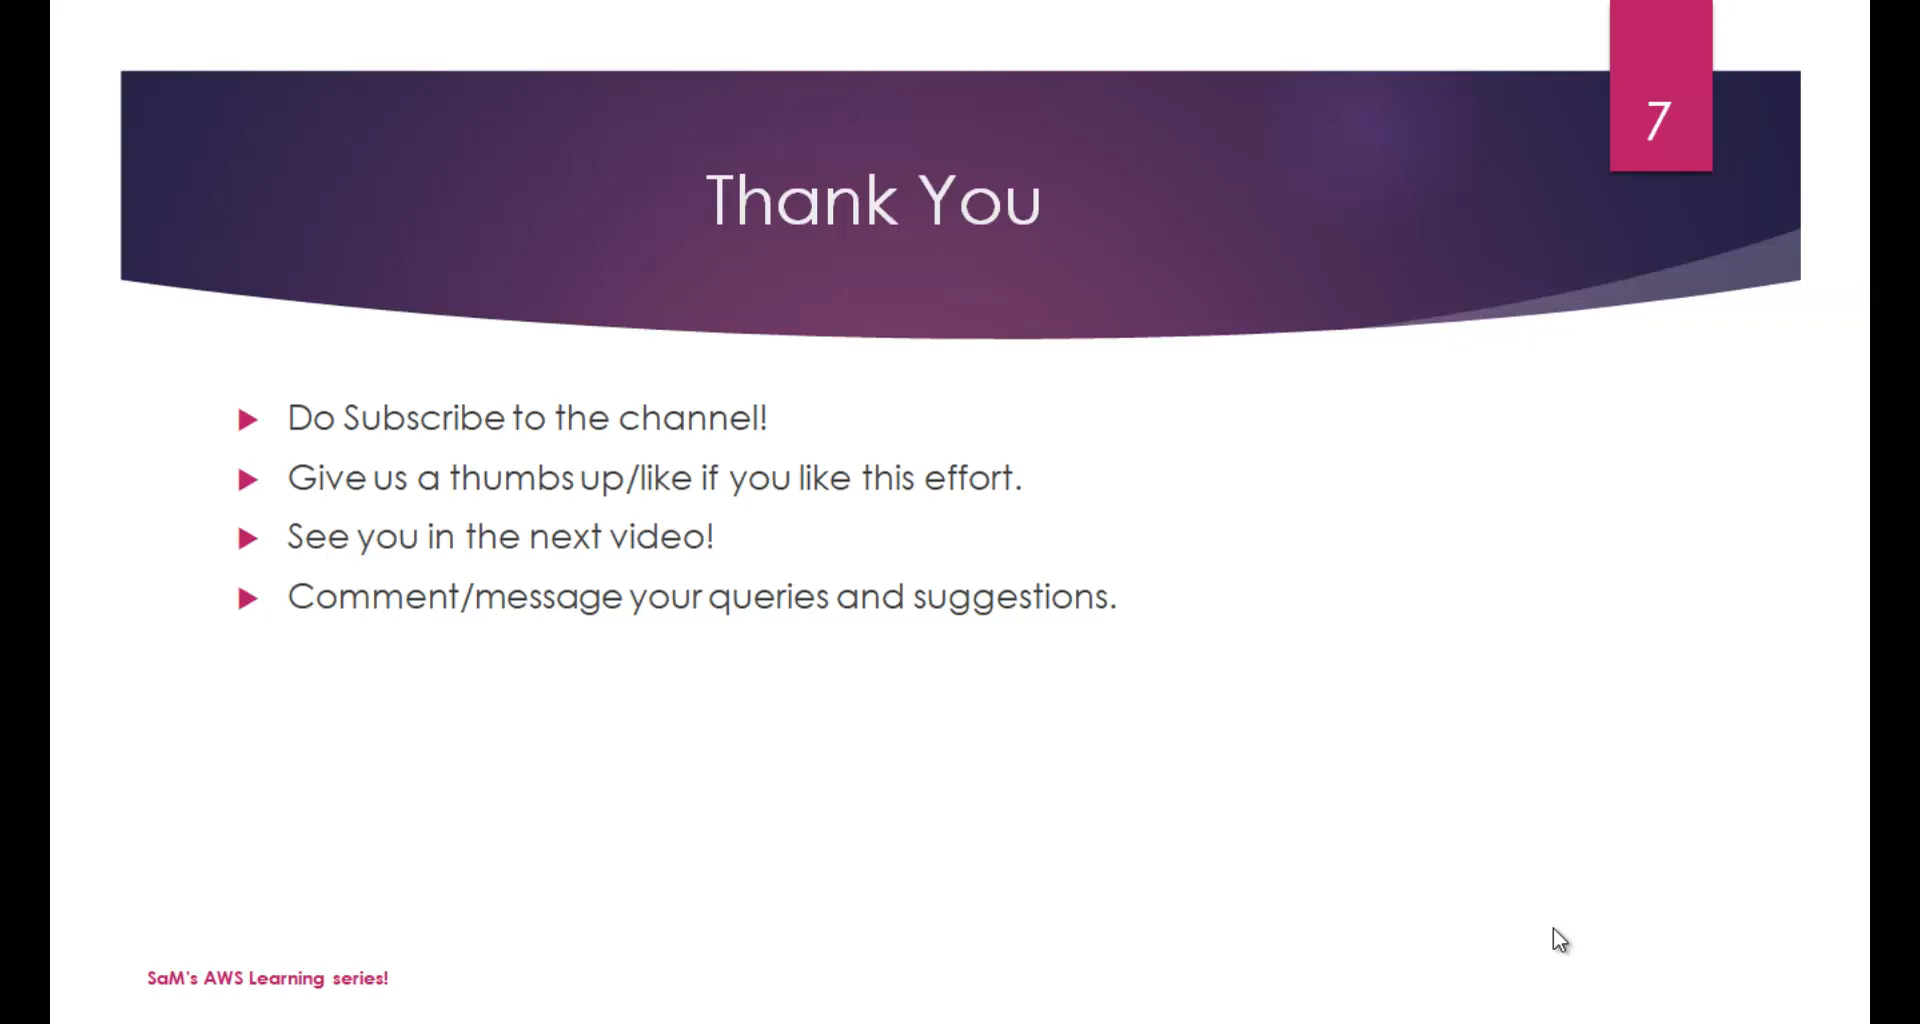 7
Thank You
Do Subscribe to the channel!
Give us a thumbs up/like if you like this effort.
See you in the next video!
Comment/message your queries and suggestions.
SaM's AWS Learning series!